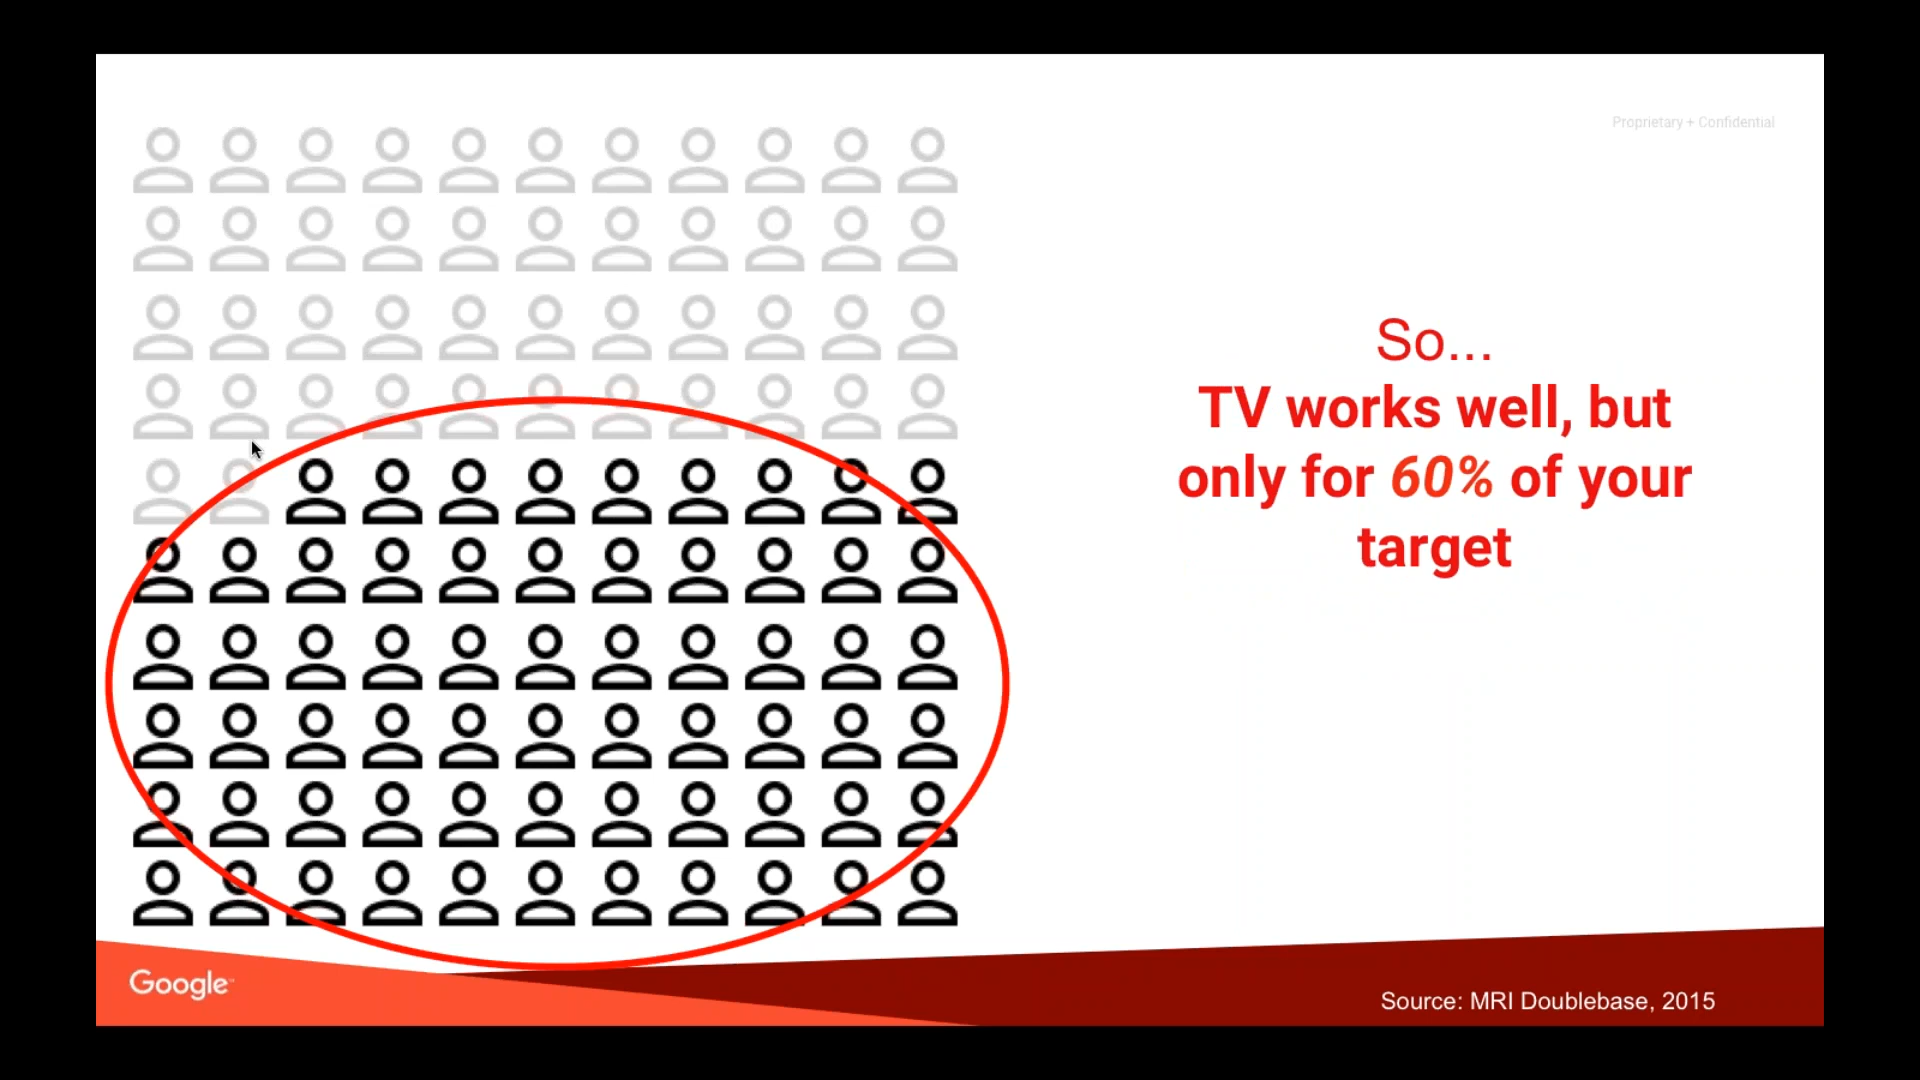 Proprietary + Confidential
So...
TV works well, but
only for 60% of your
target
Google
Source: MRI Doublebase, 2015